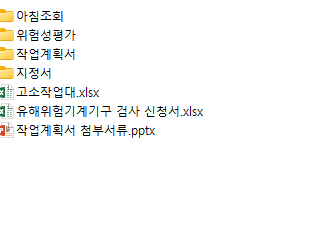 아침조회
위험성평가
작업계획서
지정서
고소작업대.xlsx
유해위험기계기구 검사 신청서.xlsx
작업계획서 첨부서류.pptx